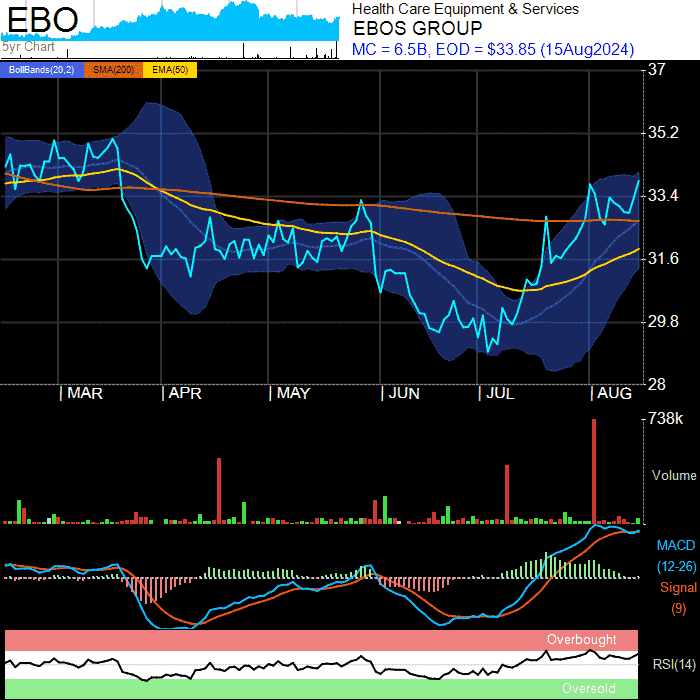 EBO
5yr Chart
Health Care Equipment & Services
EBOS GROUP
MC = 6.5B, EOD = $33.85 (15Aug2024)
BollBands(20,2) SMA(200) EMA(50)
37
35.2
33.4
31.6
29.8
28
MAR APR MAY JUN JUL AUG
738k
Volume
MACD
(12-26)
Signal
(9)
Overbought
RSI(14)
Oversold